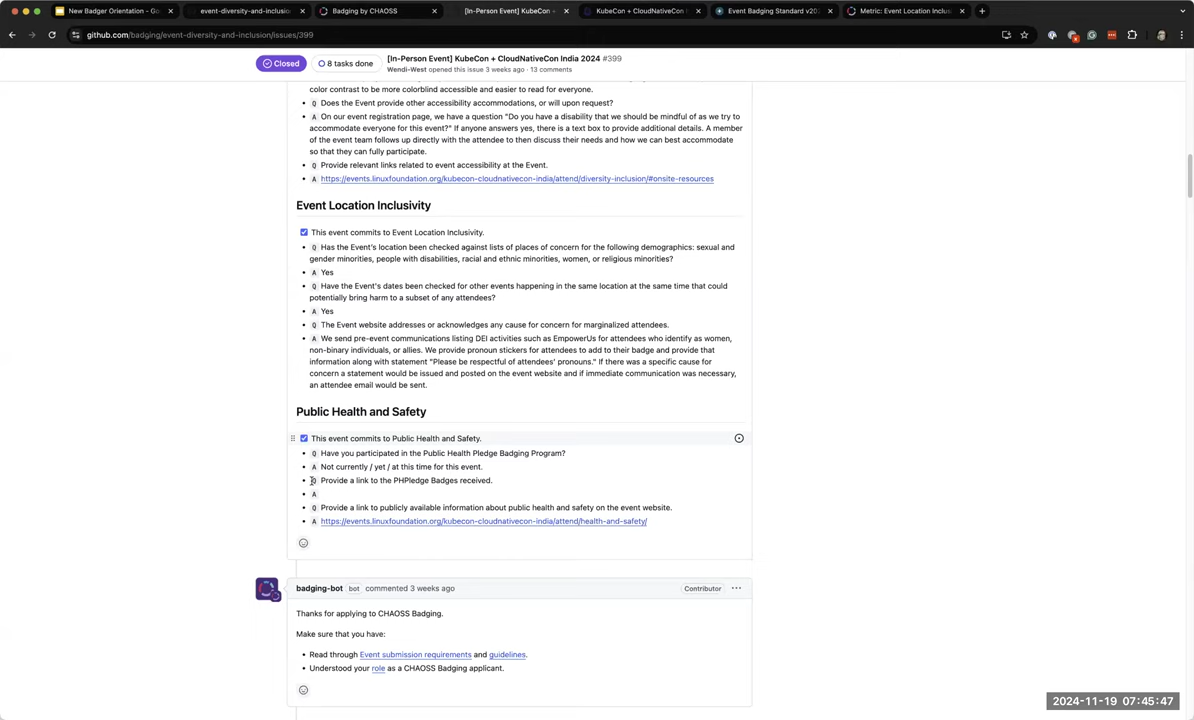 New Badger Orientation - Go
event-diversity-and-inclusio
Badging by CHAOSS
[In-Person Event] KubeCon +
KubeCon + CloudNativeCon
Event Badging Standard v20
Metric: Event Location Inclus
github.com/badging/event-diversity-and-inclusion/issues/399
Closed
8 tasks done
[In-Person Event] KubeCon + CloudNativeCon India 2024 #399
Wendi-West opened this issue 3 weeks ago · 13 comments
color contrast to be more colorblind accessible and easier to read for everyone.
Q Does the Event provide other accessibility accommodations, or will upon request?
A On our event registration page, we have a question "Do you have a disability that we should be mindful of as we try to
accommodate everyone for this event?" If anyone answers yes, there is a text box to provide additional details. A member
of the event team follows up directly with the attendee to then discuss their needs and how we can best accommodate
so that they can fully participate.
Q Provide relevant links related to event accessibility at the Event.
A https://events.linuxfoundation.org/kubecon-cloudnativecon-india/attend/diversity-inclusion/#onsite-resources
Event Location Inclusivity
This event commits to Event Location Inclusivity.
Q Has the Event's location been checked against lists of places of concern for the following demographics: sexual and
gender minorities, people with disabilities, racial and ethnic minorities, women, or religious minorities?
A Yes
Q Have the Event's dates been checked for other events happening in the same location at the same time that could
potentially bring harm to a subset of any attendees?
A Yes
Q The Event website addresses or acknowledges any cause for concern for marginalized attendees.
A We send pre-event communications listing DEI activities such as EmpowerUs for attendees who identify as women,
non-binary individuals, or allies. We provide pronoun stickers for attendees to add to their badge and provide that
information along with statement "Please be respectful of attendees' pronouns." If there was a specific cause for
concern a statement would be issued and posted on the event website and if immediate communication was necessary,
an attendee email would be sent.
Public Health and Safety
This event commits to Public Health and Safety.
Q Have you participated in the Public Health Pledge Badging Program?
A Not currently / yet / at this time for this event.
Q Provide a link to the PHPledge Badges received.
A
Q Provide a link to publicly available information about public health and safety on the event website.
A https://events.linuxfoundation.org/kubecon-cloudnativecon-india/attend/health-and-safety/
badging-bot bot commented 3 weeks ago
Contributor
Thanks for applying to CHAOSS Badging.
Make sure that you have:
Read through Event submission requirements and guidelines.
Understood your role as a CHAOSS Badging applicant.
2024-11-19 07:45:47